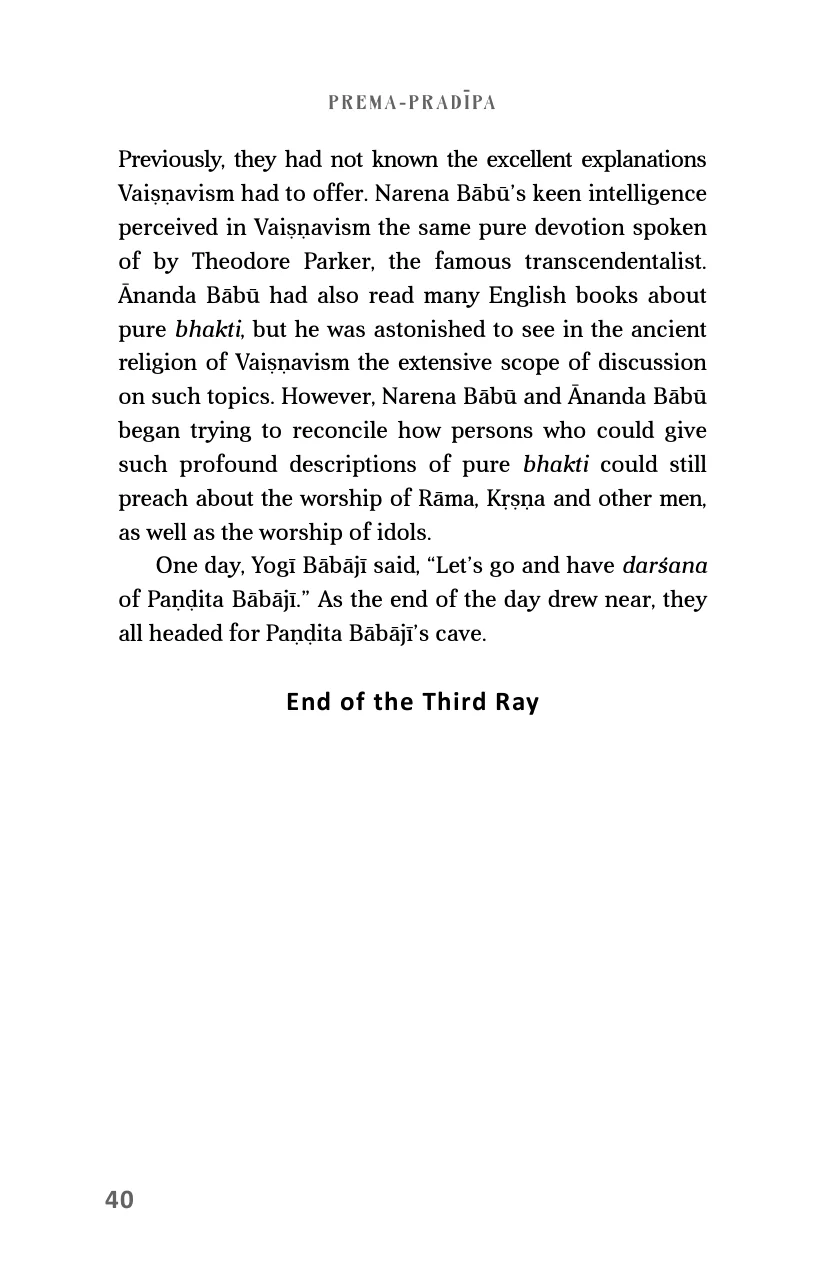 PREMA-PRADĪPA
Previously, they had not known the excellent explanations
Vaiṣṇavism had to offer. Narena Bābū’s keen intelligence
perceived in Vaiṣṇavism the same pure devotion spoken
of by Theodore Parker, the famous transcendentalist.
Ānanda Bābū had also read many English books about
pure bhakti, but he was astonished to see in the ancient
religion of Vaiṣṇavism the extensive scope of discussion
on such topics. However, Narena Bābū and Ānanda Bābū
began trying to reconcile how persons who could give
such profound descriptions of pure bhakti could still
preach about the worship of Rāma, Kṛṣṇa and other men,
as well as the worship of idols.
One day, Yogī Bābājī said, “Let’s go and have darśana
of Paṇḍita Bābājī.” As the end of the day drew near, they
all headed for Paṇḍita Bābājī’s cave.
End of the Third Ray
40